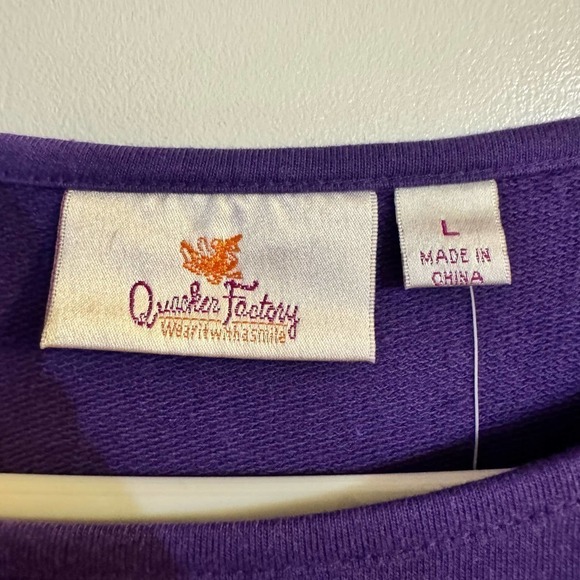 Quacker Factory
Wear it with a smile
L
MADE IN
CHINA